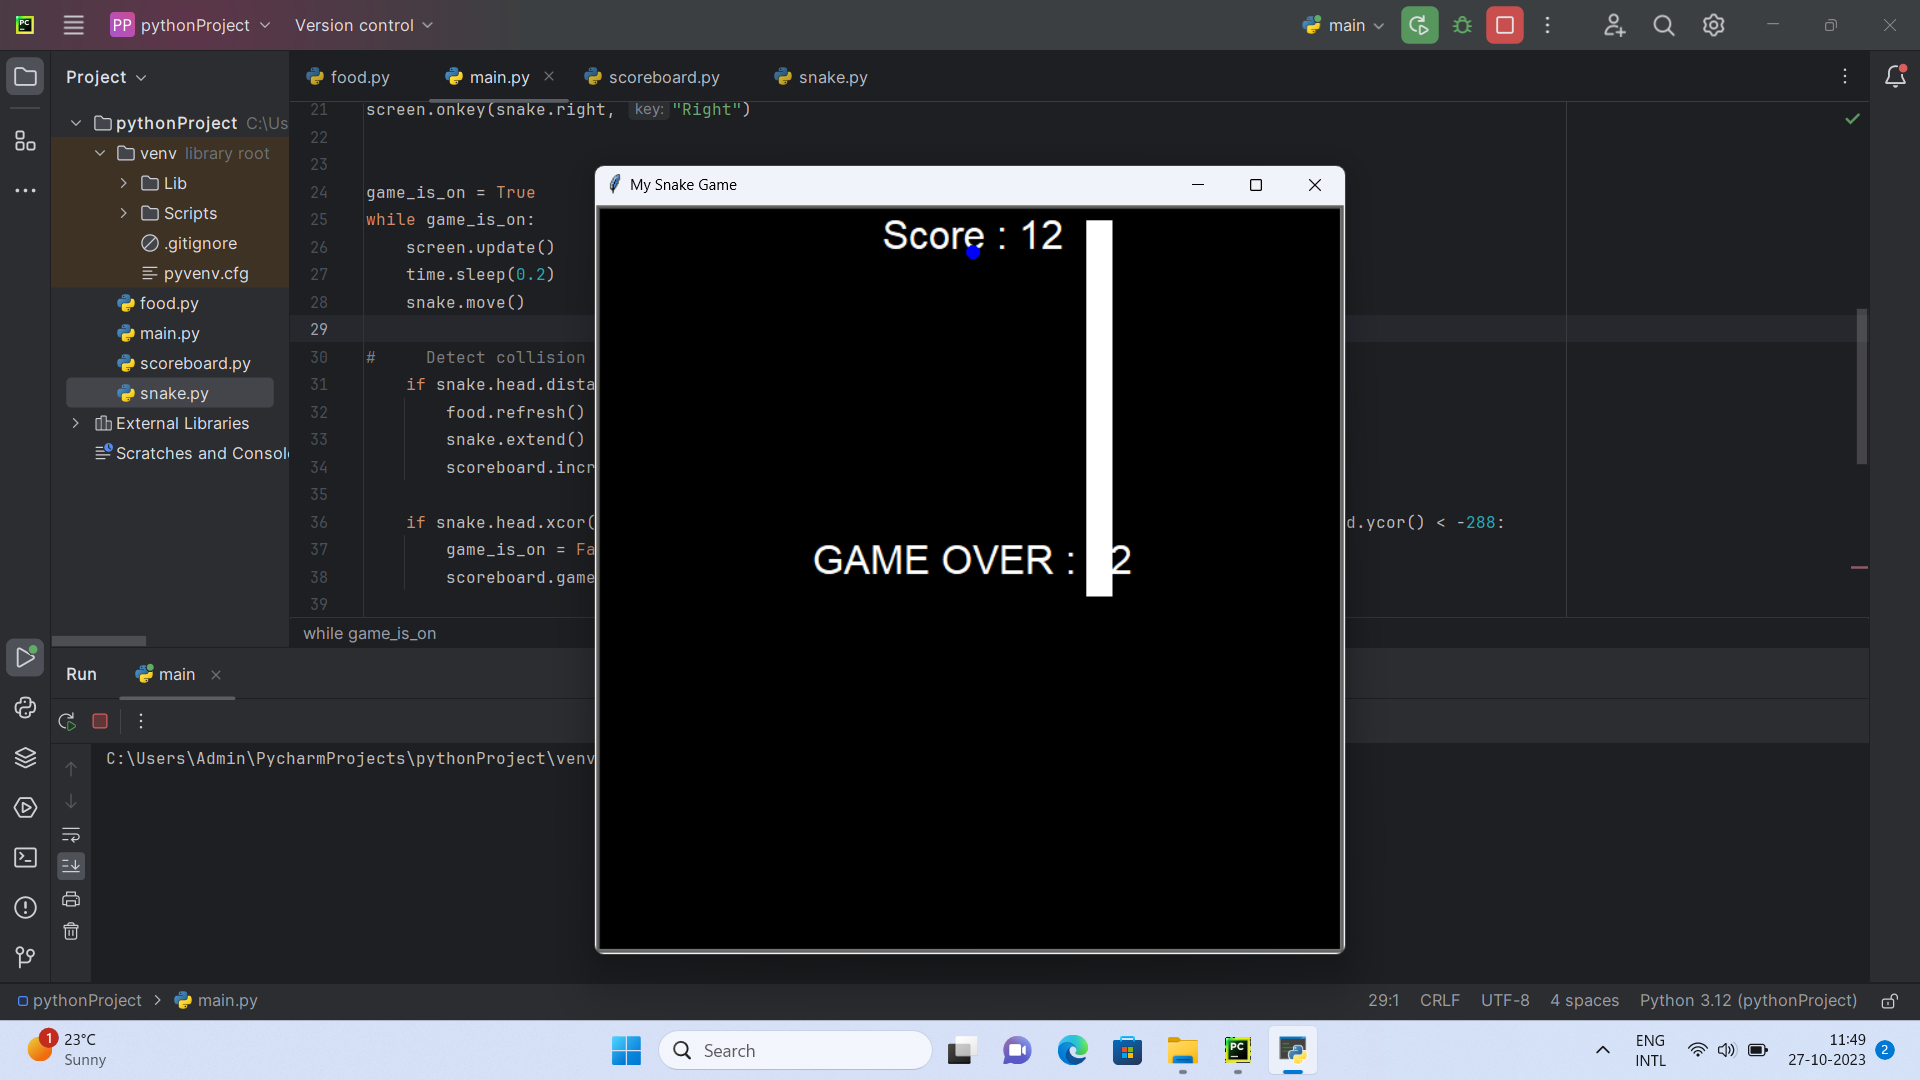 PC
PP pythonProject
Version control
main
Project
food.py
main.py
scoreboard.py
snake.py
pythonProject C:\Us
venv library root
Lib
Scripts
.gitignore
pyvenv.cfg
food.py
main.py
scoreboard.py
snake.py
External Libraries
Scratches and Consol
21 screen.onkey(snake.right, key: "Right")
22
23
24 game_is_on = True
25 while game_is_on:
26 screen.update()
27 time.sleep(0.2)
28 snake.move()
29
30 # Detect collision
31 if snake.head.dista
32 food.refresh()
33 snake.extend()
34 scoreboard.incr
35
36 if snake.head.xcor( d.ycor() < -288:
37 game_is_on = Fa
38 scoreboard.game
39
while game_is_on
My Snake Game
Score : 12
GAME OVER : 2
Run
main
C:\Users\Admin\PycharmProjects\pythonProject\venv
pythonProject > main.py
29:1 CRLF UTF-8 4 spaces Python 3.12 (pythonProject)
1
23°C
Sunny
Search
PC
ENG
INTL
11:49
27-10-2023
2